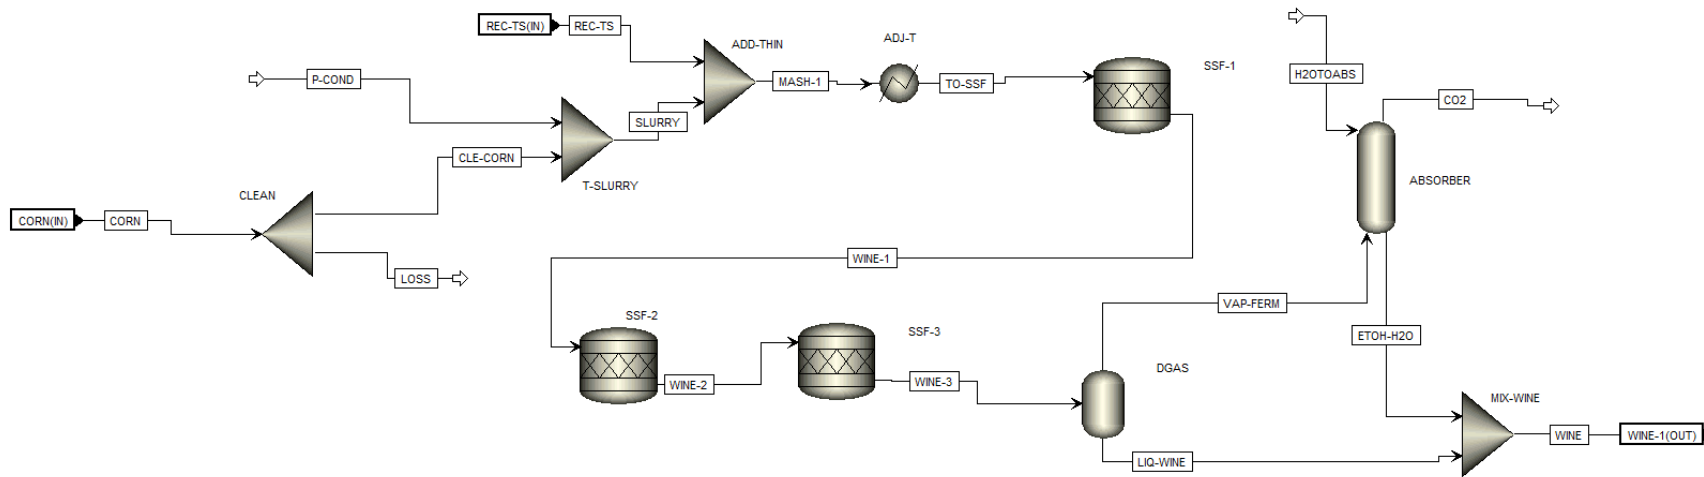 REC-TS(IN)
REC-TS
ADD-THIN
ADJ-T
SSF-1
H2OTOABS
P-COND
MASH-1
TO-SSF
CO2
SLURRY
CLE-CORN
T-SLURRY
ABSORBER
CLEAN
CORN(IN)
CORN
LOSS
WINE-1
VAP-FERM
SSF-2
SSF-3
ETOH-H2O
DGAS
WINE-2
WINE-3
MIX-WINE
WINE
WINE-1(OUT)
LIQ-WINE